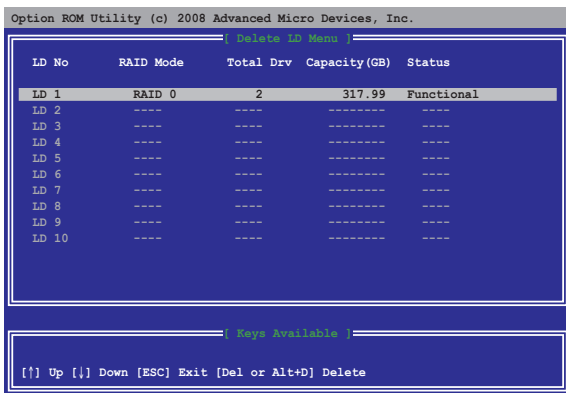 Option ROM Utility (c) 2008 Advanced Micro Devices, Inc.
[ Delete LD Menu ]
LD No RAID Mode Total Drv Capacity(GB) Status
LD 1 RAID 0 2 317.99 Functional
LD 2 ---- ---- -------- ----
LD 3 ---- ---- -------- ----
LD 4 ---- ---- -------- ----
LD 5 ---- ---- -------- ----
LD 6 ---- ---- -------- ----
LD 7 ---- ---- -------- ----
LD 8 ---- ---- -------- ----
LD 9 ---- ---- -------- ----
LD 10 ---- ---- -------- ----
[ Keys Available ]
[↑] Up [↓] Down [ESC] Exit [Del or Alt+D] Delete